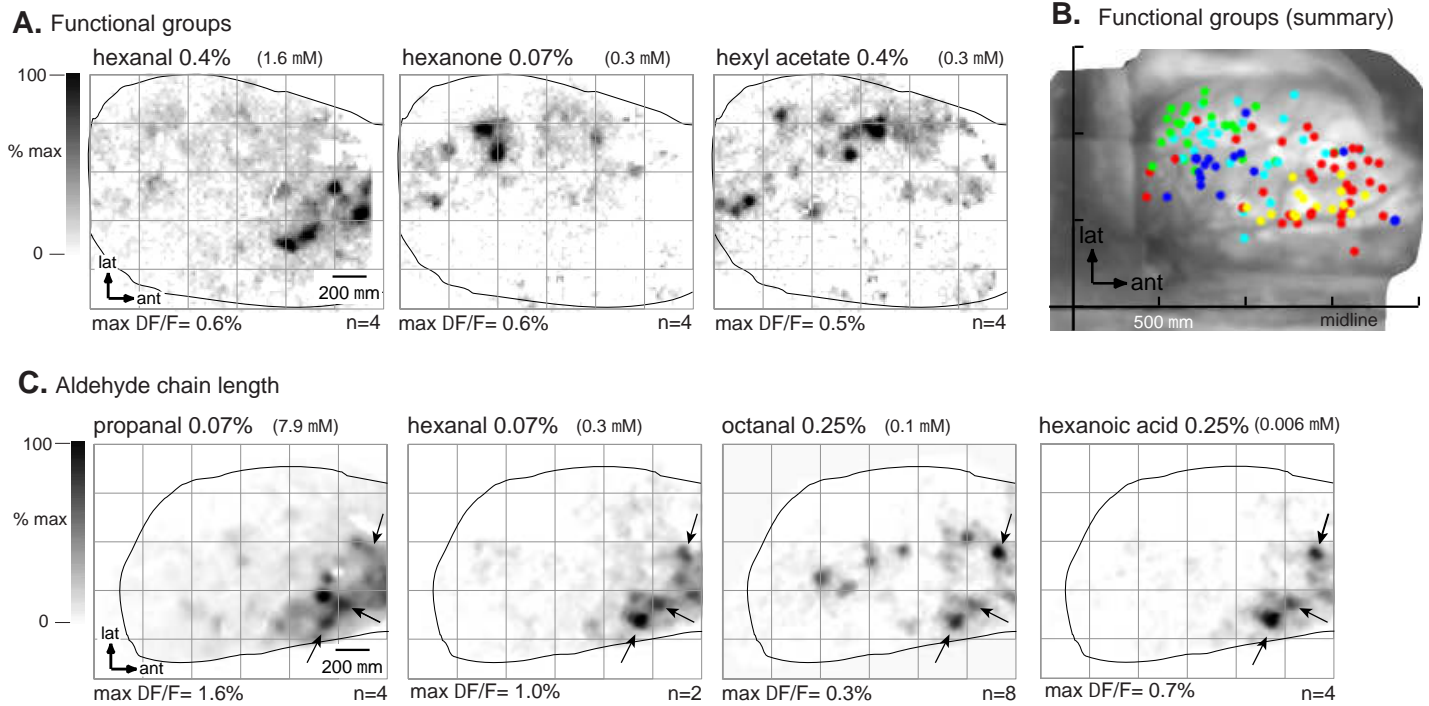 A. Functional groups
hexanal 0.4% (1.6 mM)
hexanone 0.07% (0.3 mM)
hexyl acetate 0.4% (0.3 mM)
100
% max
0
lat
ant
200 mm
max DF/F= 0.6%
n=4
max DF/F= 0.6%
n=4
max DF/F= 0.5%
n=4
B. Functional groups (summary)
lat
ant
500 mm
midline
C. Aldehyde chain length
propanal 0.07% (7.9 mM)
hexanal 0.07% (0.3 mM)
octanal 0.25% (0.1 mM)
hexanoic acid 0.25% (0.006 mM)
100
% max
0
lat
ant
200 mm
max DF/F= 1.6%
n=4
max DF/F= 1.0%
n=2
max DF/F= 0.3%
n=8
max DF/F= 0.7%
n=4